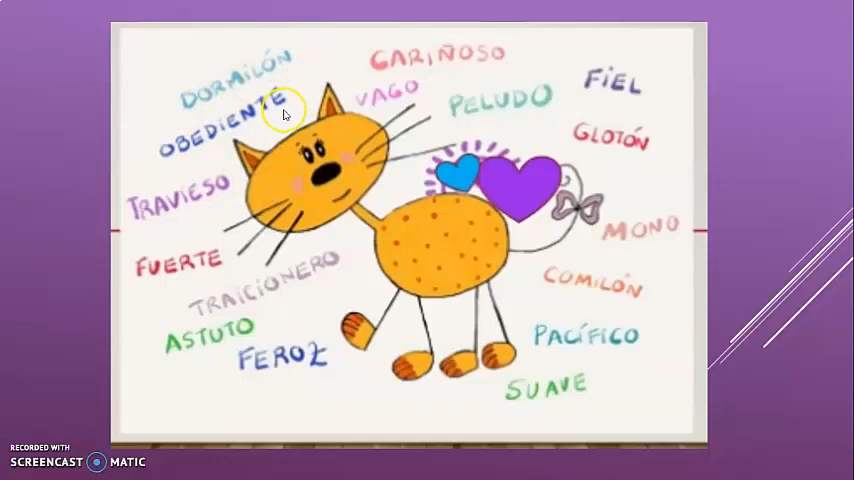 DORMILÓN
CARIÑOSO
FIEL
OBEDIENTE
VAGO
PELUDO
GLOTÓN
TRAVIESO
MONO
FUERTE
TRAICIONERO
COMILÓN
ASTUTO
FEROZ
PACÍFICO
SUAVE
RECORDED WITH
SCREENCAST MATIC